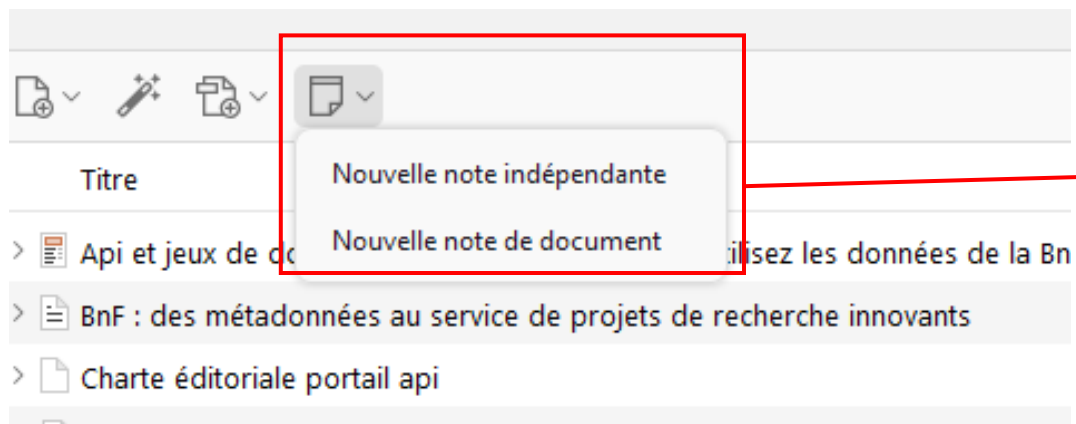 Titre
Nouvelle note indépendante
Nouvelle note de document
Api et jeux de do ilisez les données de la Bn
BnF : des métadonnées au service de projets de recherche innovants
Charte éditoriale portail api